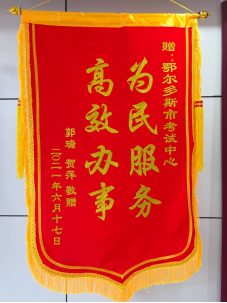 赠：鄂尔多斯市考试中心
为民服务
高效办事
郭瑞 贺萍 敬赠
二〇二一年六月十七日